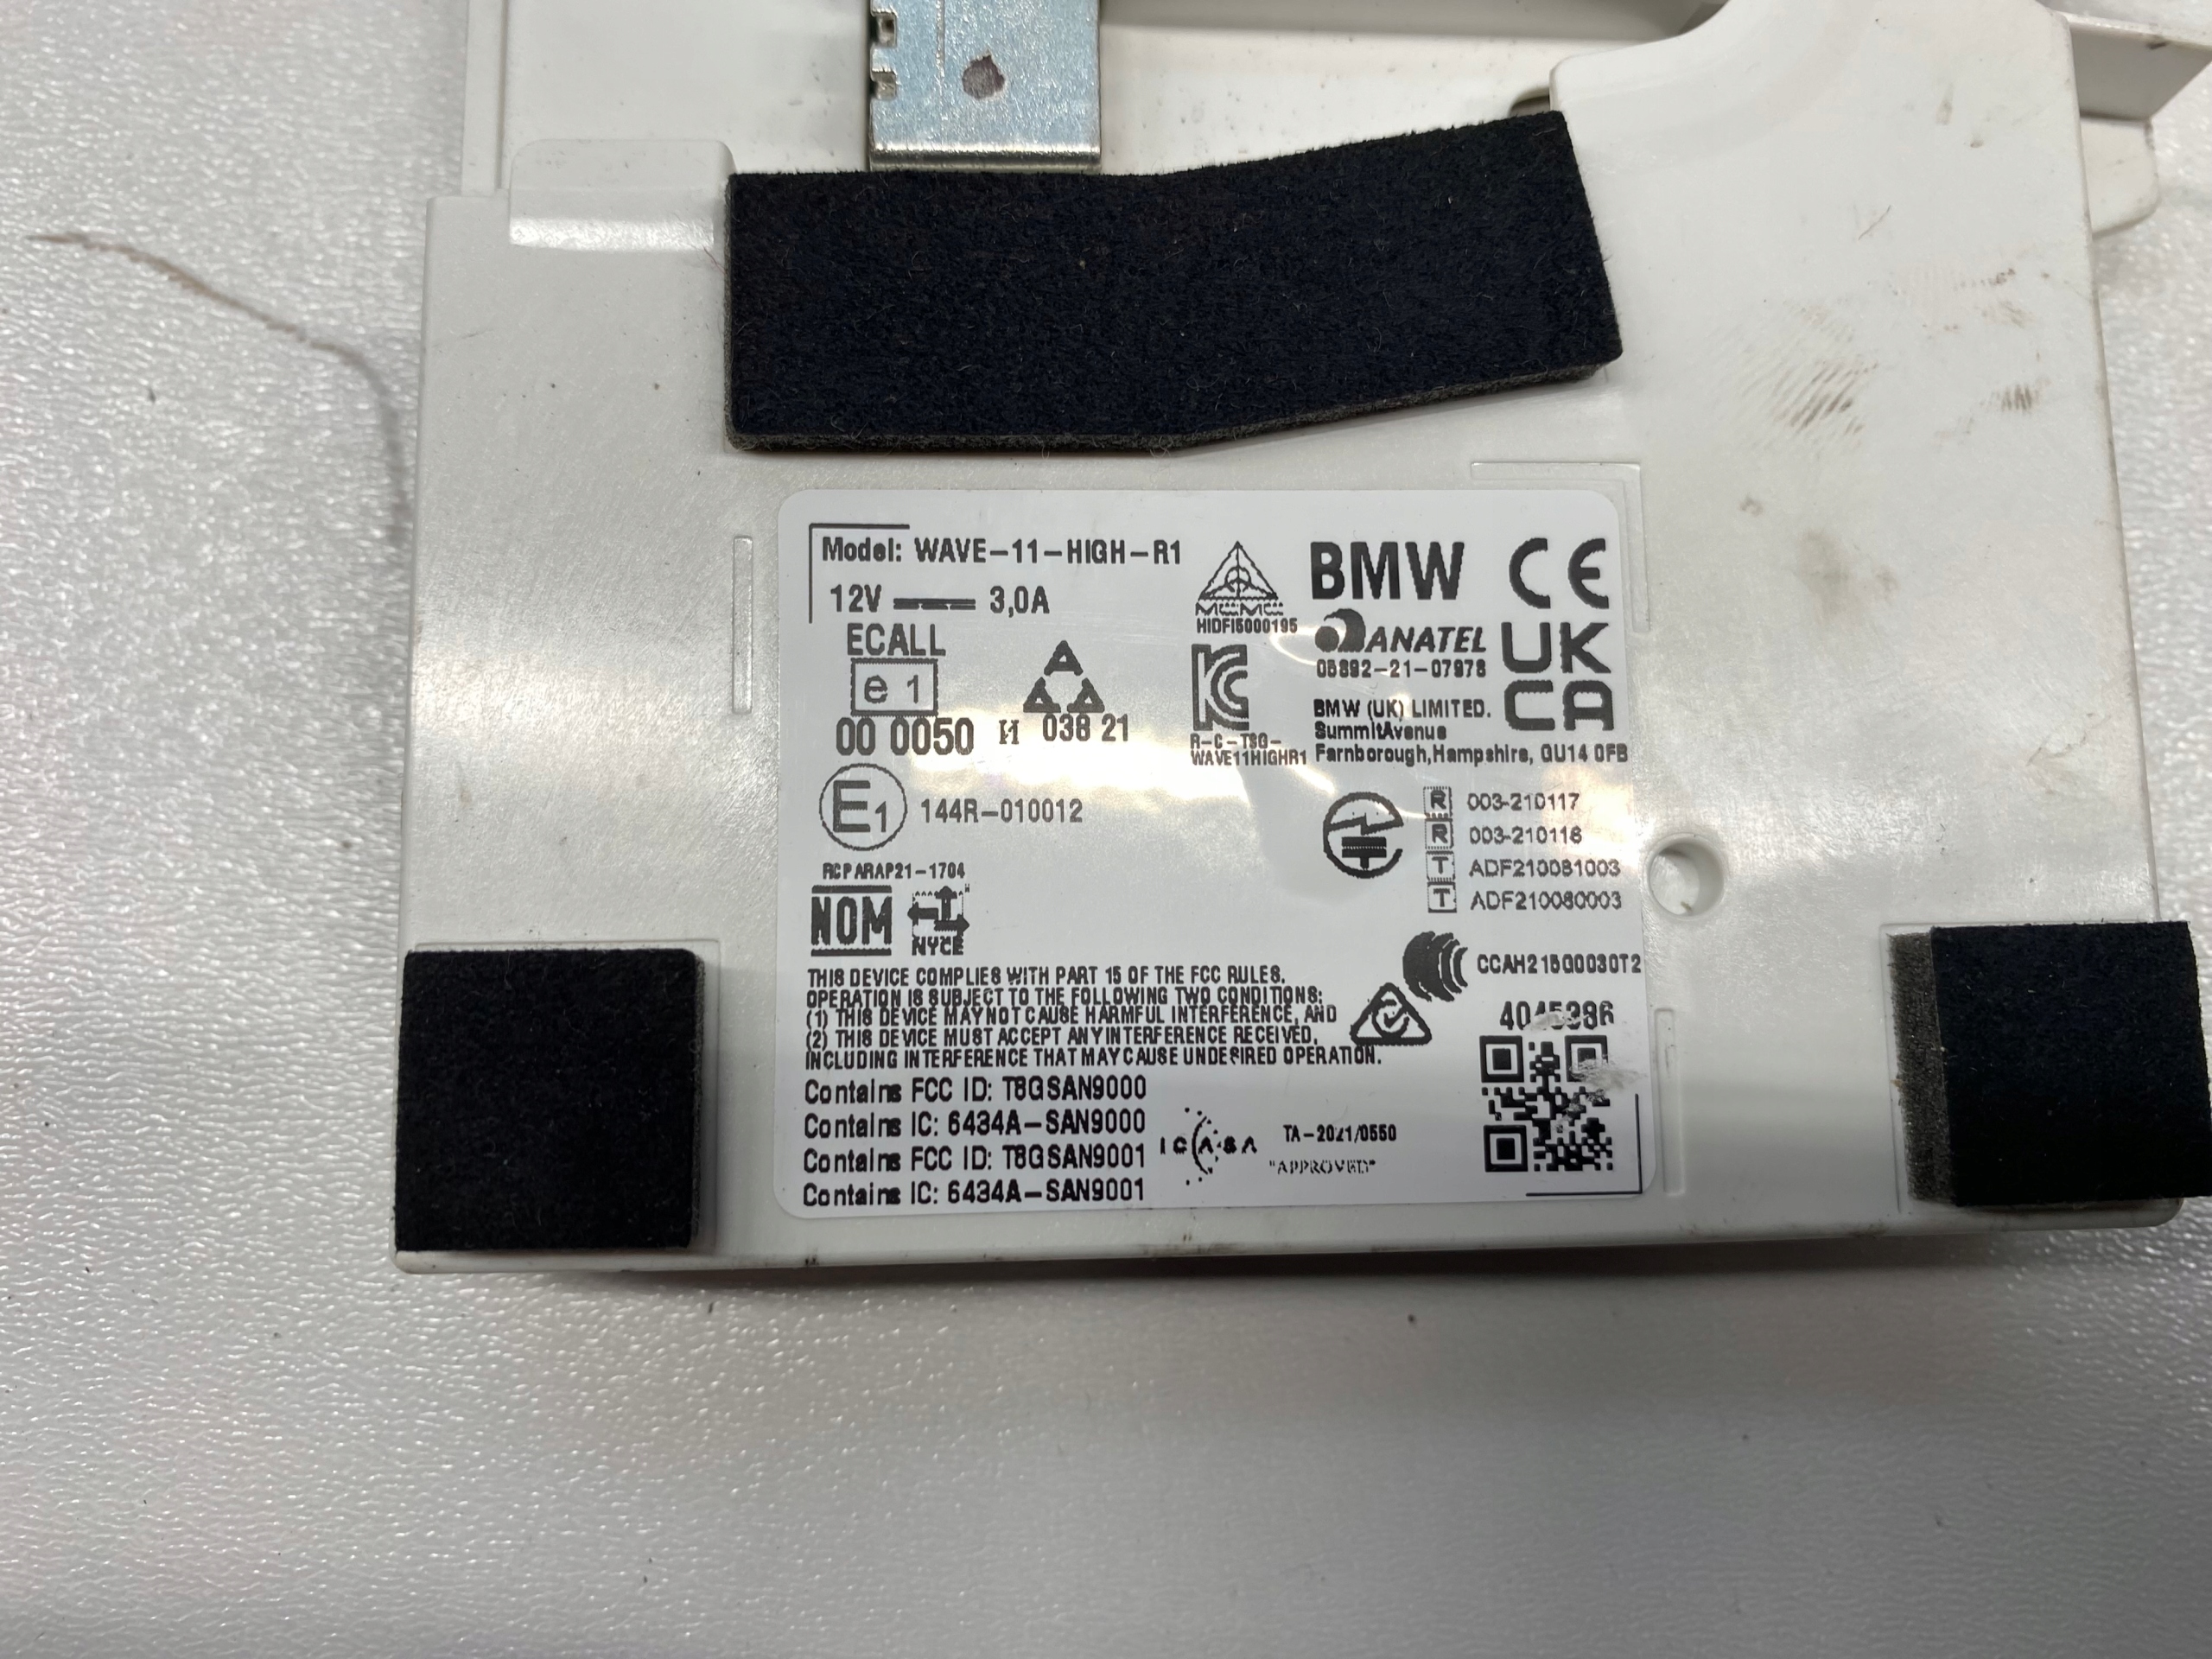 Model: WAVE-11-HIGH-R1
12V 3,0A
ECALL
e 1
00 0050 И 038 21
E1 144R-010012
RCPARAP21-1704
NOM
NYCE
MCMC
HIDF15000195
BMW
CE
ANATEL
06892-21-07978
UK
CA
BMW (UK) LIMITED.
SummitAvenue
Farnborough,Hampshire, GU14 0FB
R-C-TSG-
WAVE11HIGHR1
R 003-210117
R 003-210118
T ADF210081003
T ADF210080003
CCAH215G0030T2
THIS DEVICE COMPLIES WITH PART 15 OF THE FCC RULES.
OPERATION IS SUBJECT TO THE FOLLOWING TWO CONDITIONS:
(1) THIS DEVICE MAY NOT CAUSE HARMFUL INTERFERENCE, AND
(2) THIS DEVICE MUST ACCEPT ANY INTERFERENCE RECEIVED,
INCLUDING INTERFERENCE THAT MAY CAUSE UNDESIRED OPERATION.
Contains FCC ID: T8GSAN9000
Contains IC: 6434A-SAN9000
Contains FCC ID: T8GSAN9001
Contains IC: 6434A-SAN9001
ICASA
TA-2021/0550
"APPROVED"